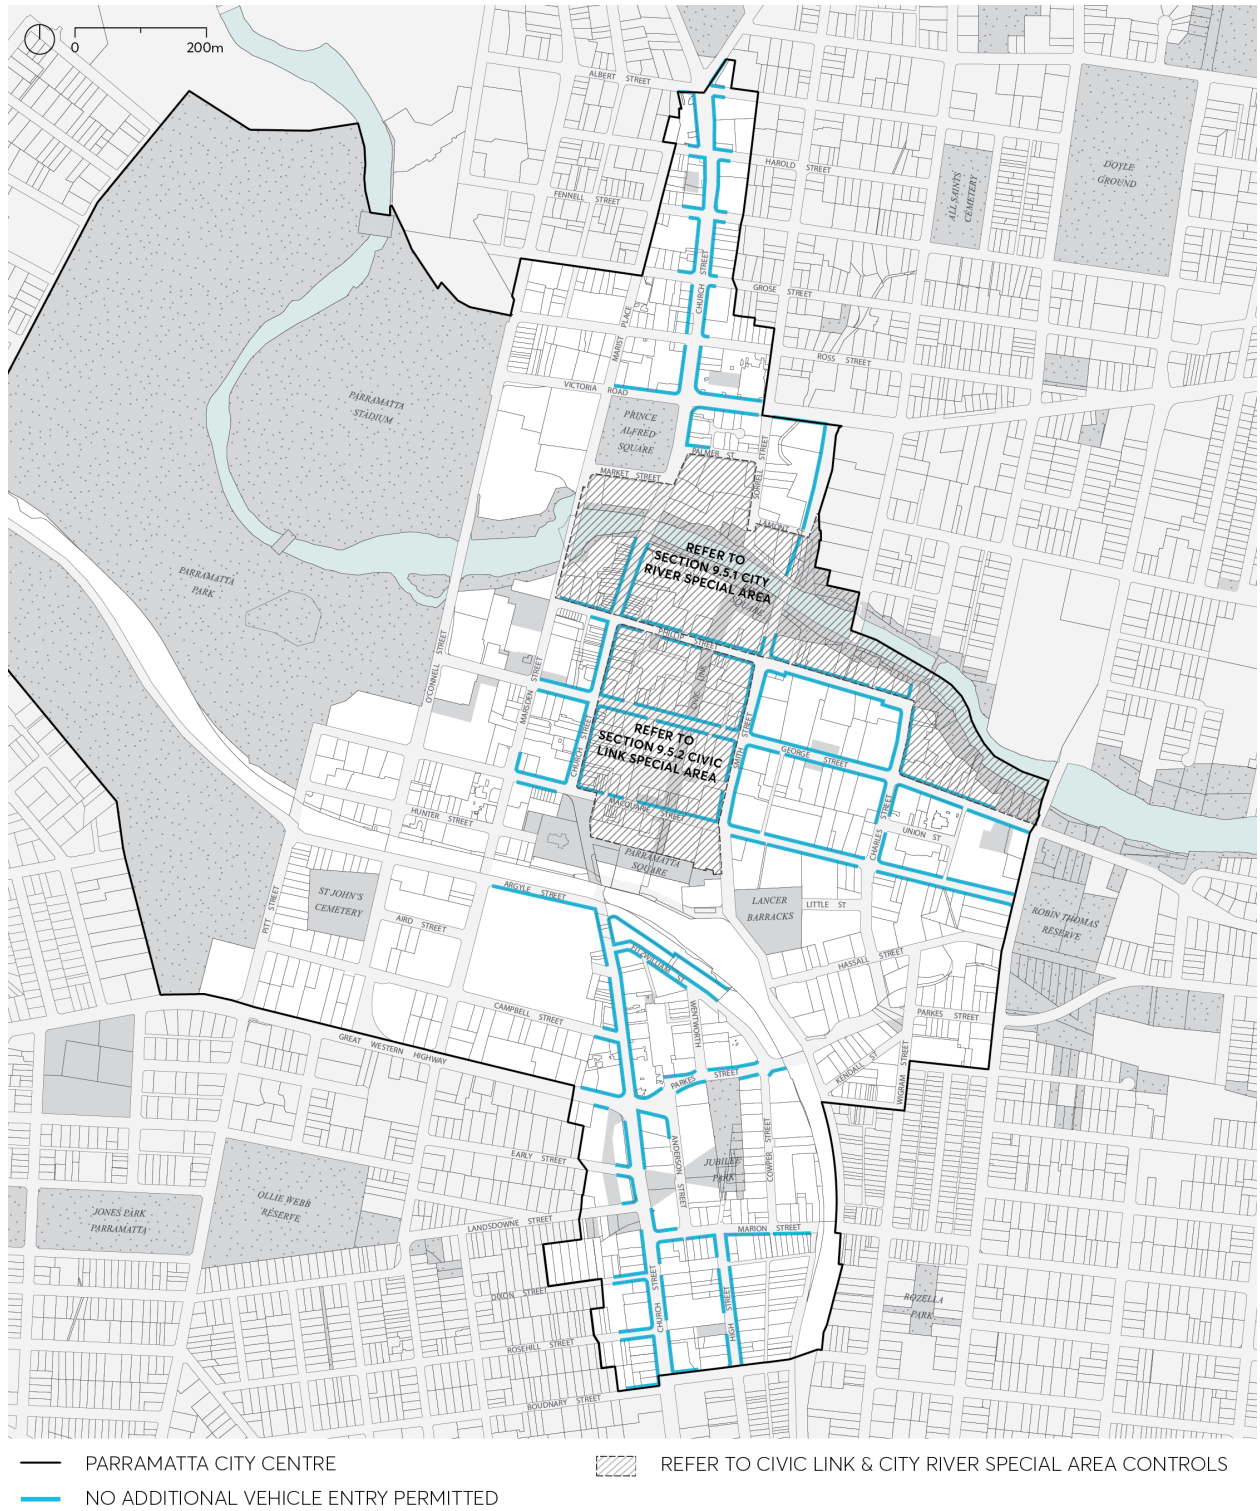 0 200m
ALBERT STREET
HAROLD STREET
DOYLE
GROUND
ALL SAINTS
CEMETERY
FENNELL STREET
CHURCH STREET
GROSE STREET
MARIST PLACE
ROSS STREET
VICTORIA ROAD
PARRAMATTA
STADIUM
PRINCE
ALFRED
SQUARE
PALMER ST
SORRELL STREET
MARKET STREET
LAMONT
REFER TO
SECTION 9.5.1 CITY
RIVER SPECIAL AREA
SQUARE
PARRAMATTA
PARK
PHILLIP STREET
O'CONNELL STREET
MARSDEN STREET
CIVIC LINK
CHURCH STREET
REFER TO
SECTION 9.5.2 CIVIC
LINK SPECIAL AREA
SMITH STREET
GEORGE STREET
MACQUARIE STREET
HUNTER STREET
CHARLES STREET
UNION ST
PARRAMATTA
SQUARE
ST JOHN'S
CEMETERY
ARGYLE STREET
LANCER
BARRACKS
LITTLE ST
ROBIN THOMAS
RESERVE
PITT STREET
AIRD STREET
FITZWILLIAM ST
HASSALL STREET
CAMPBELL STREET
WENTWORTH
PARKES STREET
GREAT WESTERN HIGHWAY
PARKES STREET
KENDALL ST
WIGRAM STREET
EARLY STREET
ANDERSON STREET
JUBILEE
PARK
COWPER STREET
OLLIE WEBB
RESERVE
JONES PARK
PARRAMATTA
LANDSDOWNE STREET
MARION STREET
DIXON STREET
CHURCH STREET
HIGH STREET
ROZELLA
PARK
ROSEHILL STREET
BOUDNARY STREET
PARRAMATTA CITY CENTRE
REFER TO CIVIC LINK & CITY RIVER SPECIAL AREA CONTROLS
NO ADDITIONAL VEHICLE ENTRY PERMITTED